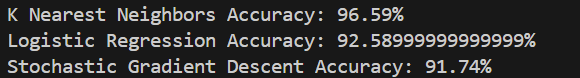 K Nearest Neighbors Accuracy: 96.59%
Logistic Regression Accuracy: 92.58999999999999%
Stochastic Gradient Descent Accuracy: 91.74%